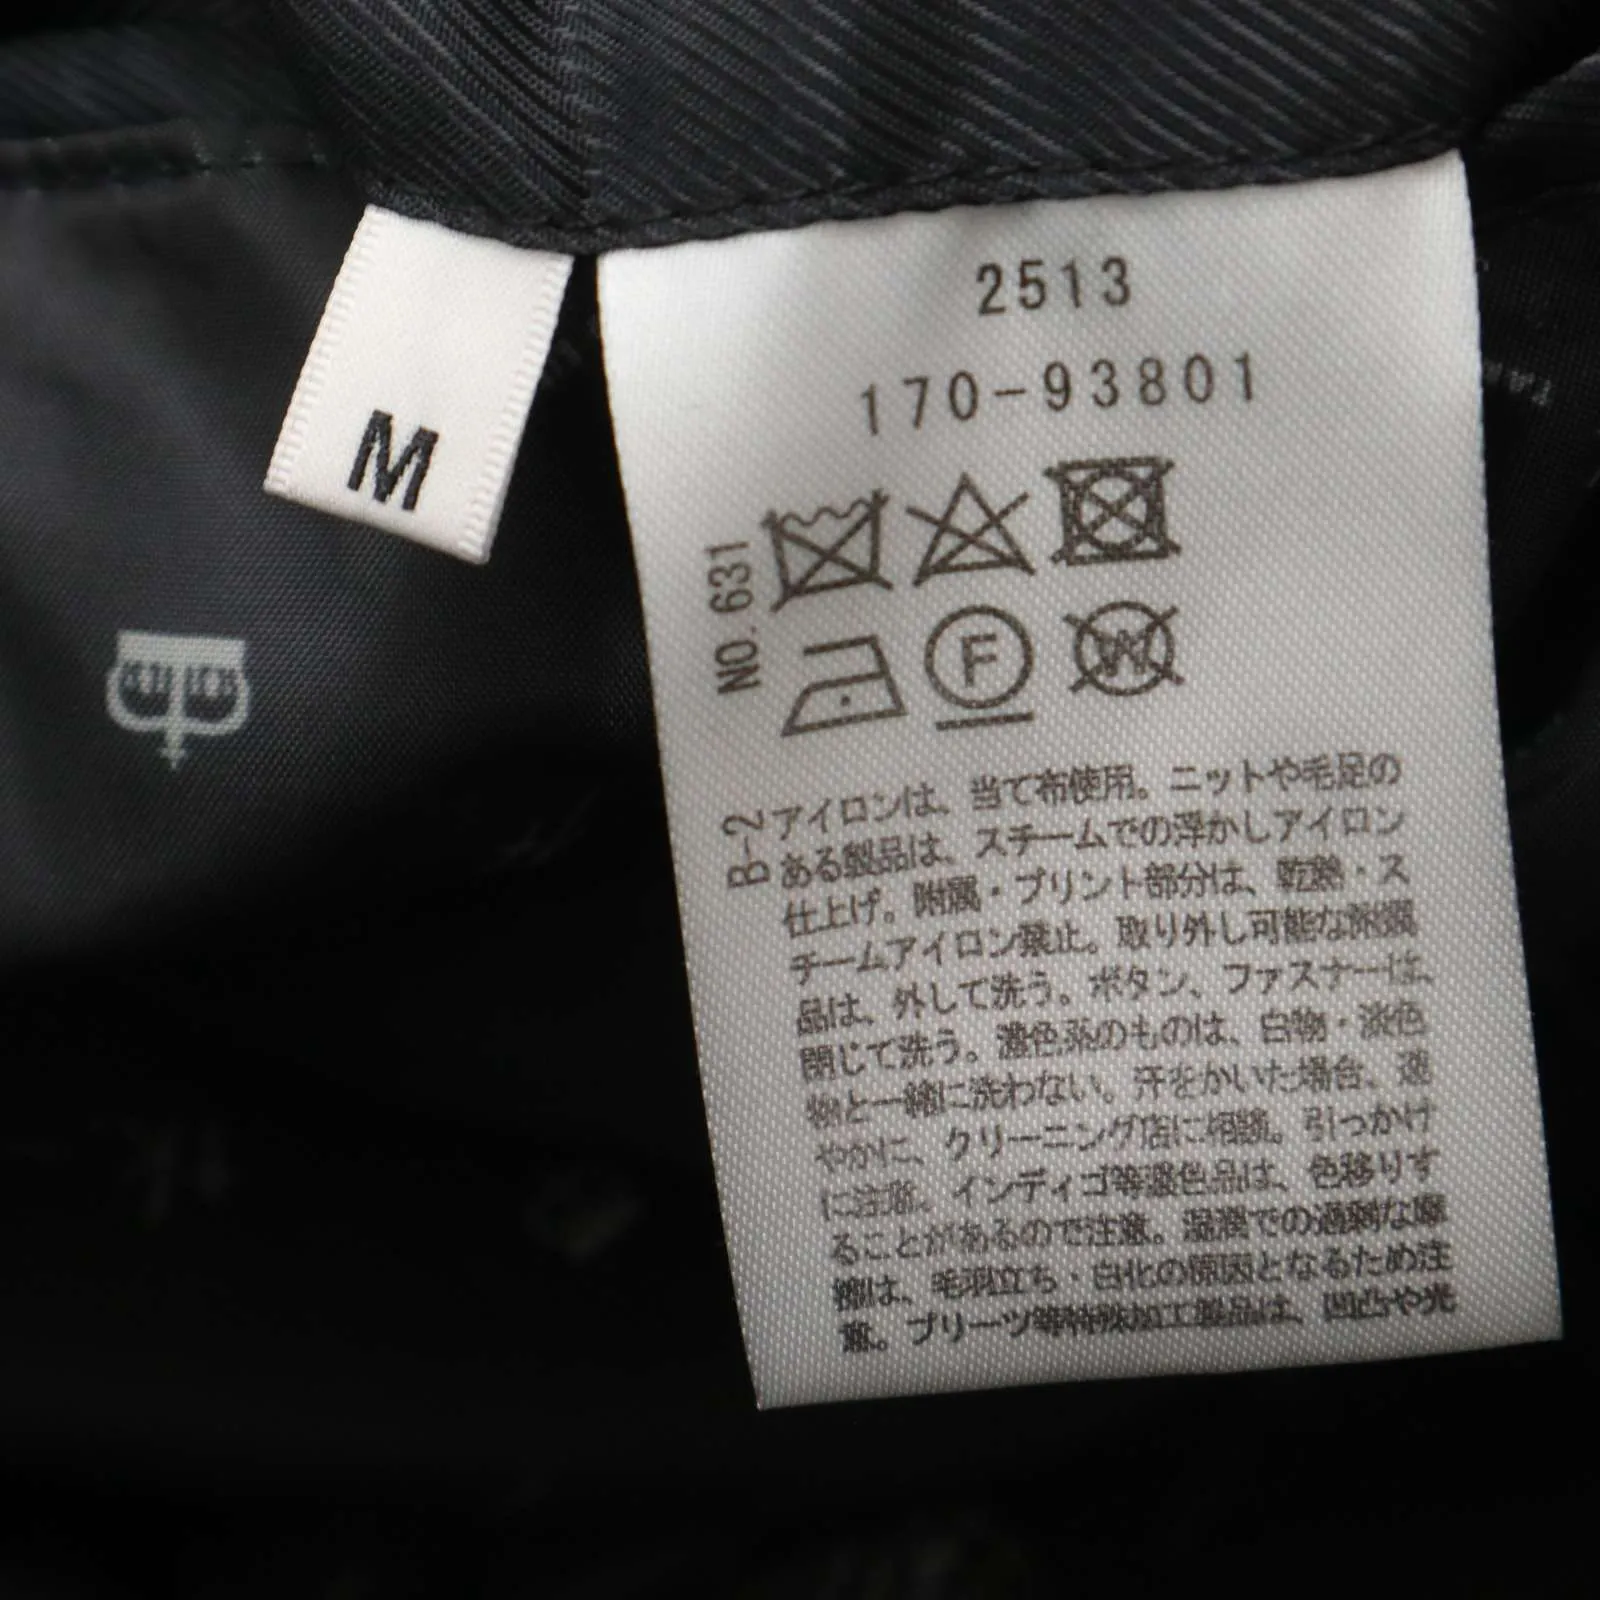 M
2513
170-93801
NO.631
F
W
B-2
アイロンは、当て布使用。ニットや毛足の
ある製品は、スチームでの浮かしアイロン
仕上げ。附属・プリント部分は、乾熱・ス
チームアイロン禁止。取り外し可能な附属
品は、外して洗う。ボタン、ファスナーは、
閉じて洗う。濃色系のものは、白物・淡色
物と一緒に洗わない。汗をかいた場合、速
やかに、クリーニング店に相談。引っかけ
に注意。インディゴ等濃色品は、色移りす
ることがあるので注意。湿潤での過剰な摩
擦は、毛羽立ち・白化の原因となるため注
意。プリーツ等特殊加工製品は、凹凸や光